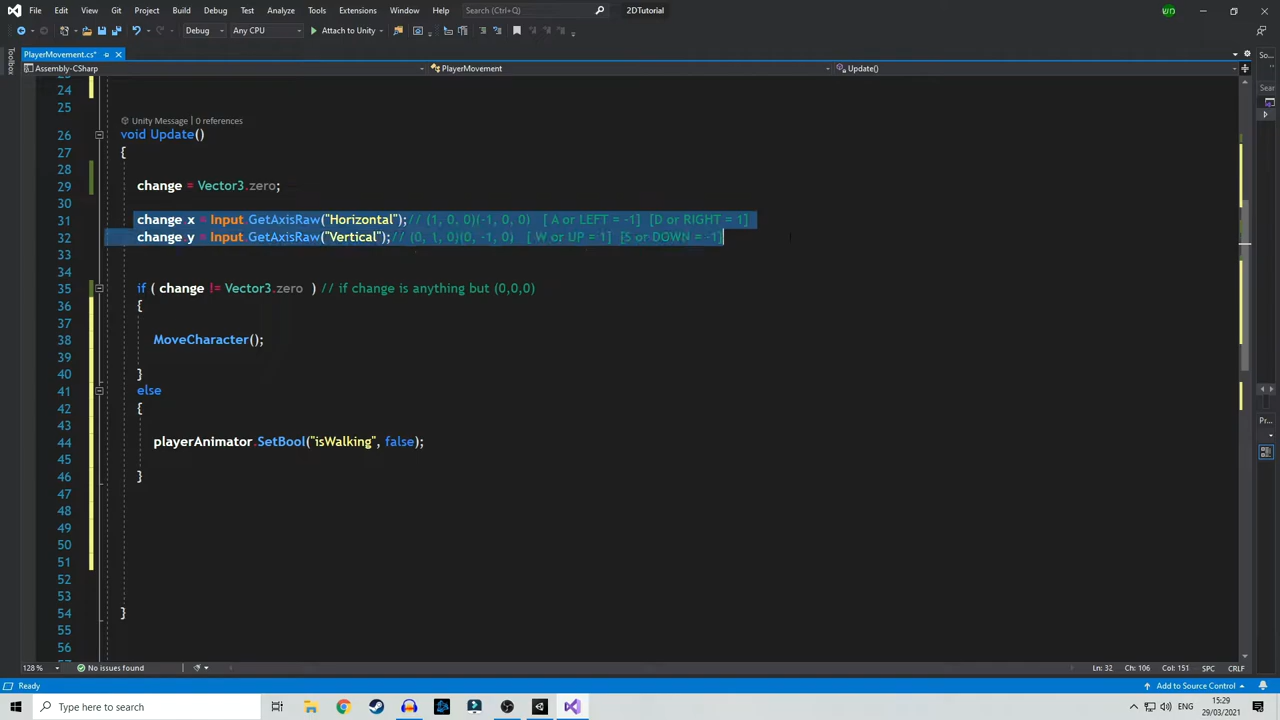 File Edit View Git Project Build Debug Test Analyze Tools Extensions Window Help Search (Ctrl+Q) 2DTutorial
Debug Any CPU Attach to Unity
PlayerMovement.cs*
Assembly-CSharp PlayerMovement Update()
Toolbox
24
25
Unity Message | 0 references
26 void Update()
27 {
28
29 change = Vector3.zero;
30
31 change x = Input.GetAxisRaw("Horizontal");// (1, 0, 0)(-1, 0, 0) [ A or LEFT = -1] [D or RIGHT = 1]
32 change.y = Input.GetAxisRaw("Vertical");// (0, 1, 0)(0, -1, 0) [ W or UP = 1] [S or DOWN = -1]
33
34
35 if ( change != Vector3.zero ) // if change is anything but (0,0,0)
36 {
37
38 MoveCharacter();
39
40 }
41 else
42 {
43
44 playerAnimator.SetBool("isWalking", false);
45
46 }
47
48
49
50
51
52
53
54 }
55
56
128 % No issues found Ln: 32 Ch: 106 Col: 151 SPC CRLF
Ready Add to Source Control
Type here to search
15:29
29/03/2021